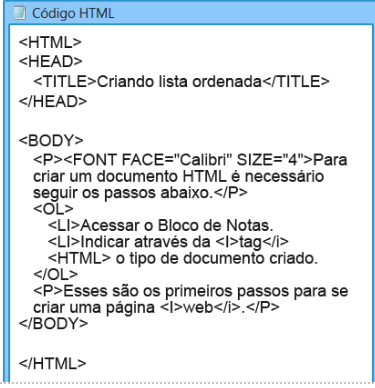 Código HTML
<HTML>
<HEAD>
<TITLE>Criando lista ordenada</TITLE>
</HEAD>
<BODY>
<P><FONT FACE="Calibri" SIZE="4">Para
criar um documento HTML é necessário
seguir os passos abaixo.</P>
<OL>
<LI>Acessar o Bloco de Notas.
<LI>Indicar através da <I>tag</i>
<HTML> o tipo de documento criado.
</OL>
<P>Esses são os primeiros passos para se
criar uma página <I>web</i>.</P>
</BODY>
</HTML>